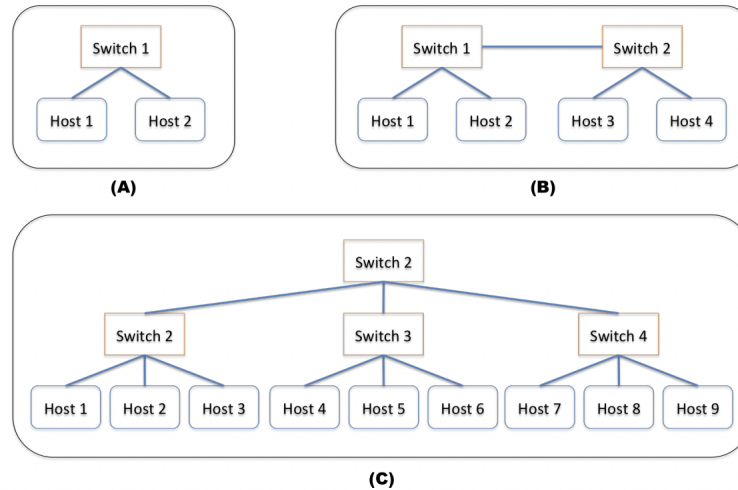 Switch 1
Host 1 Host 2
(A)
Switch 1 Switch 2
Host 1 Host 2 Host 3 Host 4
(B)
Switch 2
Switch 2 Switch 3 Switch 4
Host 1 Host 2 Host 3 Host 4 Host 5 Host 6 Host 7 Host 8 Host 9
(C)